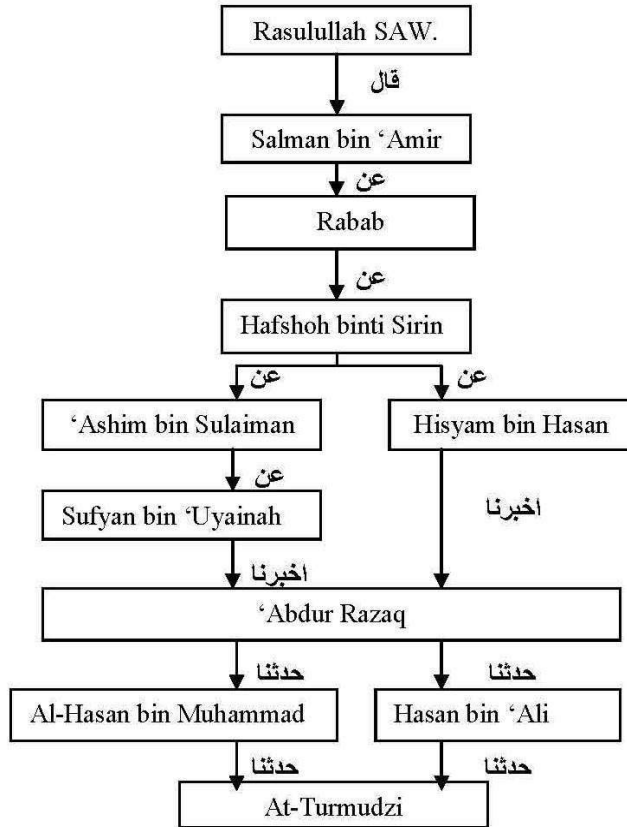 Rasulullah SAW.
قال
Salman bin ‘Amir
عن
Rabab
عن
Hafshoh binti Sirin
عن
عن
‘Ashim bin Sulaiman
Hisyam bin Hasan
عن
Sufyan bin ‘Uyainah
اخبرنا
اخبرنا
‘Abdur Razaq
حدثنا
حدثنا
Al-Hasan bin Muhammad
Hasan bin ‘Ali
حدثنا
حدثنا
At-Turmudzi